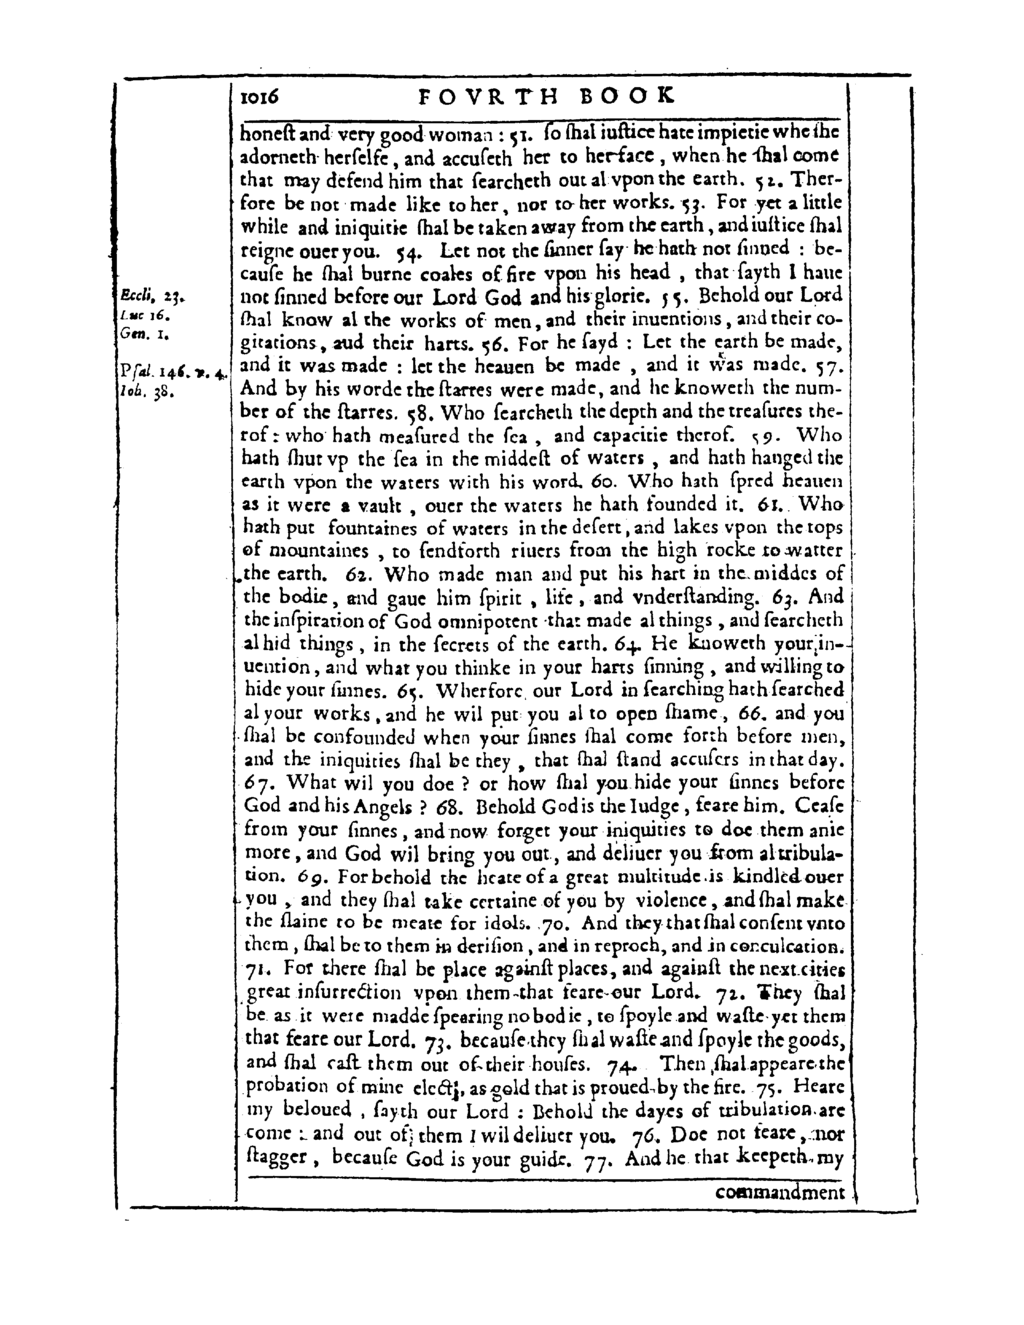 1016 FOVRTH BOOK
honeſt and very good woman : 51. ſo ſhal iuſtice hate impietie whe ſhe
adorneth herſelfe , and accuſeth her to her face , when he ſhal come
that may defend him that ſearcheth out al vpon the earth. 52. Ther-
fore be not made like to her , nor to her works. 53. For yet a little
while and iniquitie ſhal be taken away from the earth , and iuſtice ſhal
reigne ouer you. 54. Let not the ſinner ſay he hath not ſinned : be-
cauſe he ſhal burne coales of fire vpon his head , that ſayth I haue
Eccli, 23. not ſinned before our Lord God and his glorie. 55. Behold our Lord
Luc 16. ſhal know al the works of men, and their inuentions , and their co-
Gen. 1. gitations , aud their harts. 56. For he ſayd : Let the earth be made,
Pſal. 146. v. 4. and it was made : let the heauen be made , and it was made. 57.
Iob. 38. And by his worde the ſtarres were made, and he knoweth the num-
ber of the ſtarres. 58. Who ſearcheth the depth and the treaſures the-
rof : who hath meaſured the ſea , and capacitie therof. 59. Who
hath ſhut vp the ſea in the middeſt of waters , and hath hanged the
earth vpon the waters with his word. 60. Who hath ſpred heauen
as it were a vault , ouer the waters he hath founded it. 61. Who
hath put fountaines of waters in the deſert, and lakes vpon the tops
of mountaines , to ſendforth riuers from the high rocke to watter
the earth. 62. Who made man and put his hart in the middes of
the bodie , and gaue him ſpirit , life , and vnderſtanding. 63. And
the inſpiration of God omnipotent that made al things , and ſearcheth
al hid things , in the ſecrets of the earth. 64. He knoweth your in-
uention , and what you thinke in your harts ſinning , and willing to
hide your ſinnes. 65. Wherfore our Lord in ſearching hath ſearched
al your works , and he wil put you al to open ſhame , 66. and you
ſhal be confounded when your ſinnes ſhal come forth before men,
and the iniquities ſhal be they , that ſhal ſtand accuſers in that day.
67. What wil you doe ? or how ſhal you hide your ſinnes before
God and his Angels ? 68. Behold God is the Iudge , feare him. Ceaſe
from your ſinnes , and now forget your iniquities to doe them anie
more , and God wil bring you out , and deliuer you from al tribula-
tion. 69. For behold the heate of a great multitude is kindled ouer
you , and they ſhal take certaine of you by violence , and ſhal make
the ſlaine to be meate for idols. 70. And they that ſhal conſent vnto
them , ſhal be to them in deriſion , and in reproch, and in conculcation.
71. For there ſhal be place againſt places, and againſt the next cities
great inſurrection vpon them that feare our Lord. 72. They ſhal
be as it were madde ſpearing no bodie , to ſpoyle and waſte yet them
that feare our Lord. 73. becauſe they ſhal waſte and ſpoyle the goods,
and ſhal caſt them out of their houſes. 74. Then ſhal appeare the
probation of mine elect, as gold that is proued by the fire. 75. Heare
my beloued , ſayth our Lord : Behold the dayes of tribulation are
come : and out of them I wil deliuer you. 76. Doe not feare , nor
ſtagger , becauſe God is your guide. 77. And he that keepeth my
commandment